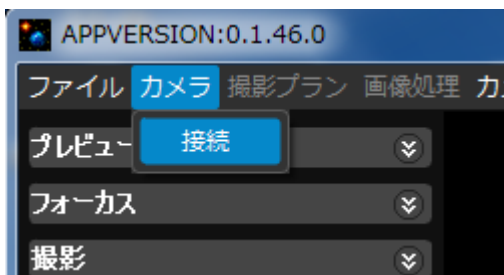 APPVERSION:0.1.46.0
ファイル カメラ 撮影プラン 画像処理
接続
プレビュー
フォーカス
撮影